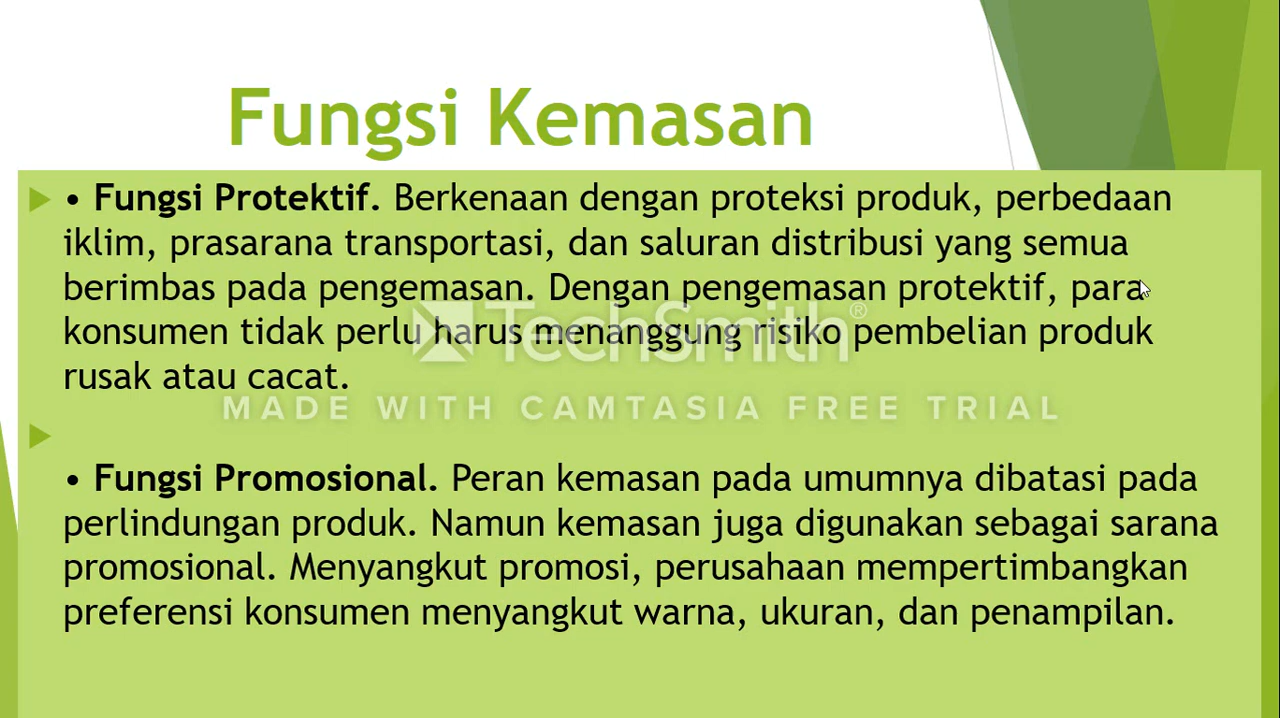 Fungsi Kemasan
• Fungsi Protektif. Berkenaan dengan proteksi produk, perbedaan
iklim, prasarana transportasi, dan saluran distribusi yang semua
berimbas pada pengemasan. Dengan pengemasan protektif, para
konsumen tidak perlu harus menanggung risiko pembelian produk
rusak atau cacat.
TechSmith®
MADE WITH CAMTASIA FREE TRIAL
• Fungsi Promosional. Peran kemasan pada umumnya dibatasi pada
perlindungan produk. Namun kemasan juga digunakan sebagai sarana
promosional. Menyangkut promosi, perusahaan mempertimbangkan
preferensi konsumen menyangkut warna, ukuran, dan penampilan.